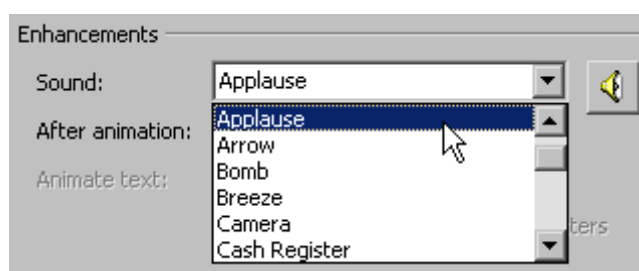 Enhancements
Sound: Applause
After animation: Applause
Arrow
Animate text: Bomb
Breeze
Camera ters
Cash Register